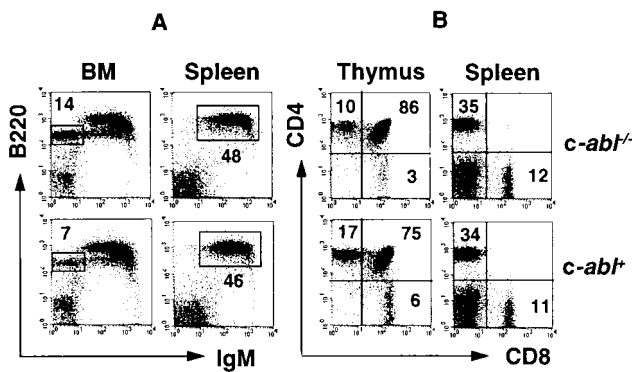 A B
BM Spleen Thymus Spleen
B220
CD4
14
48
10 86
3
35
12
c-abl-/-
7
46
17 75
6
34
11
c-abl+
IgM
CD8